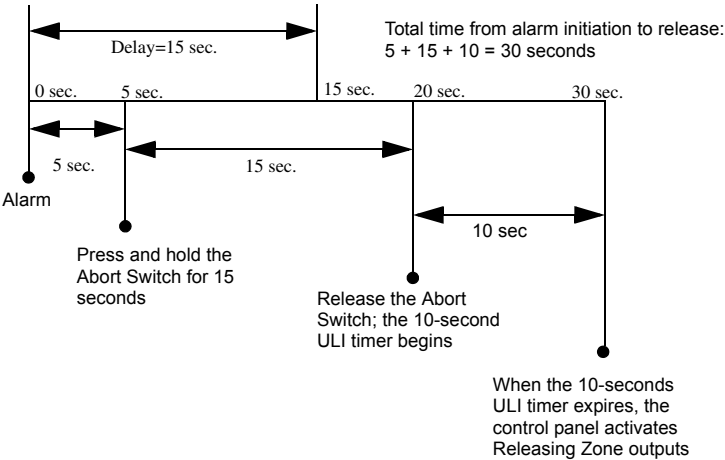 Total time from alarm initiation to release:
5 + 15 + 10 = 30 seconds
Delay=15 sec.
0 sec.
5 sec.
15 sec.
20 sec.
30 sec.
5 sec.
15 sec.
Alarm
10 sec
Press and hold the
Abort Switch for 15
seconds
Release the Abort
Switch; the 10-second
ULI timer begins
When the 10-seconds
ULI timer expires, the
control panel activates
Releasing Zone outputs